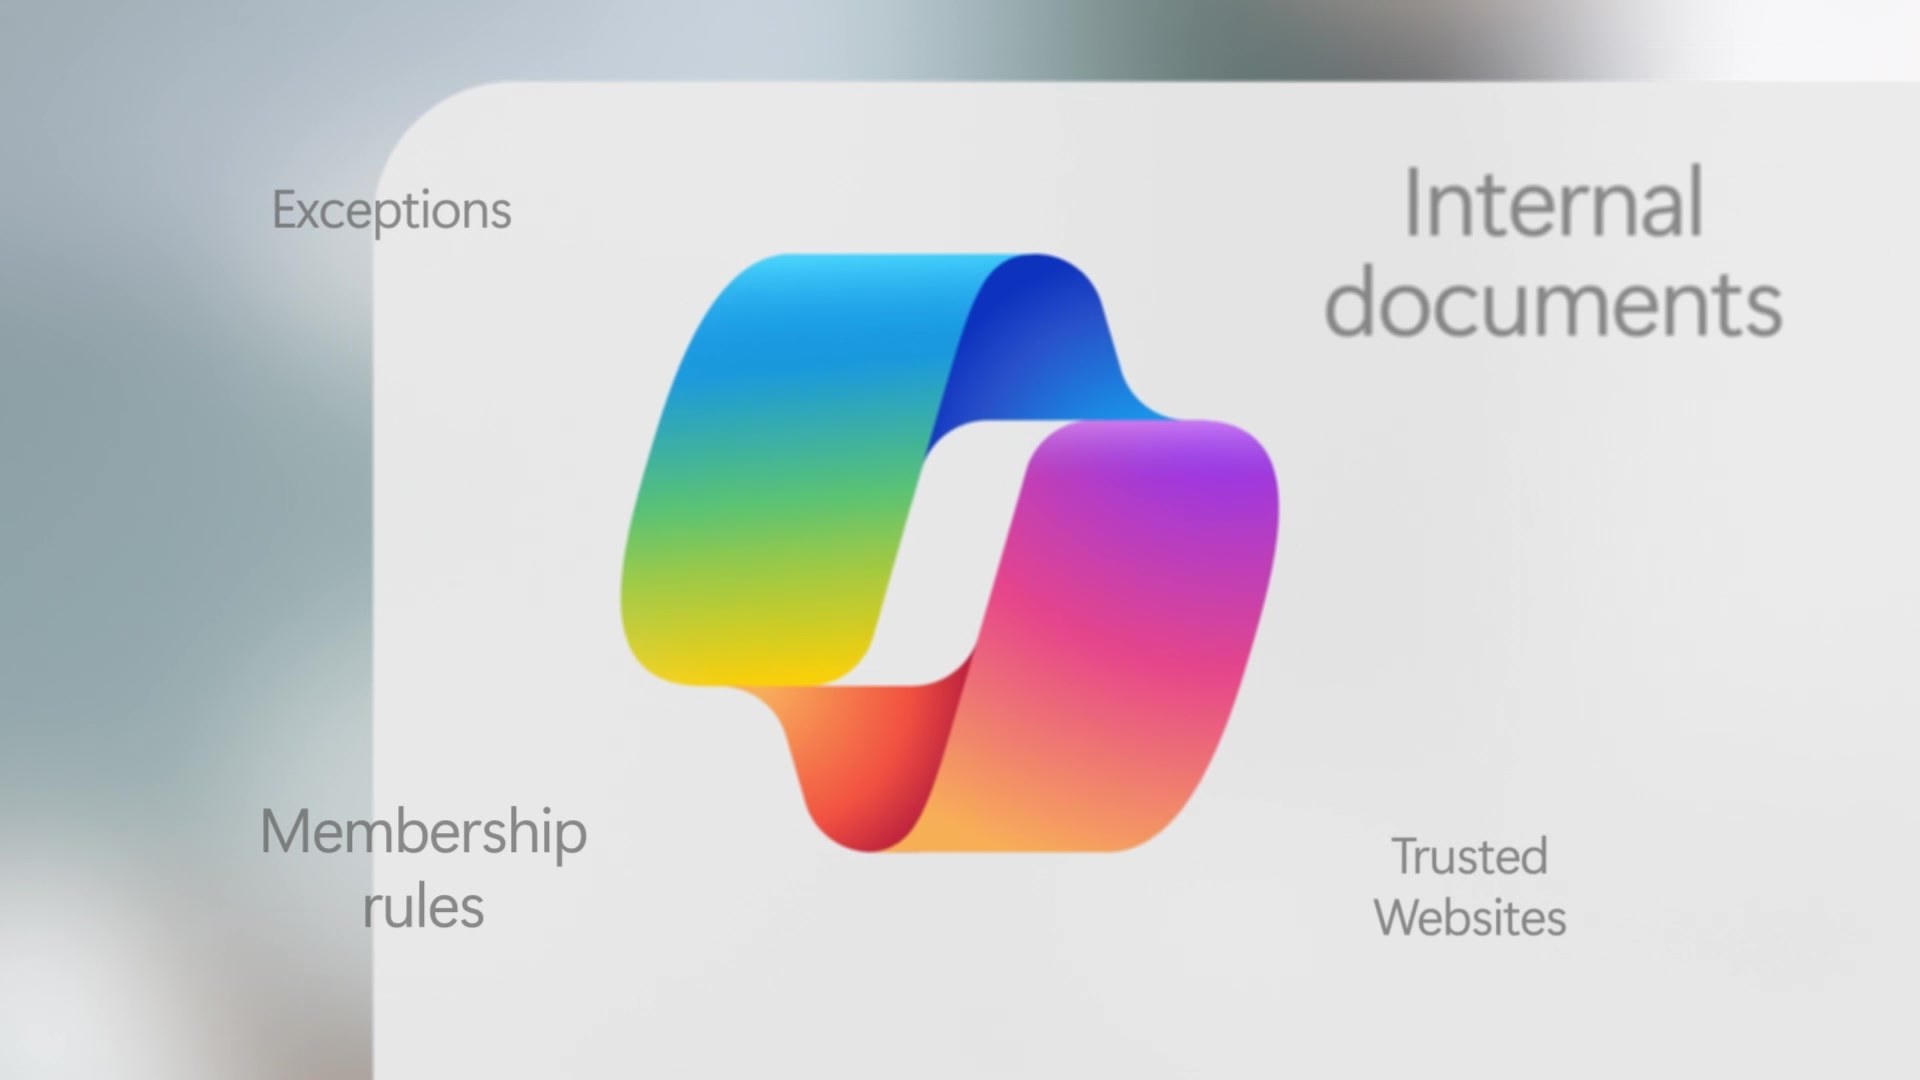 Exceptions
Internal
documents
Membership
rules
Trusted
Websites